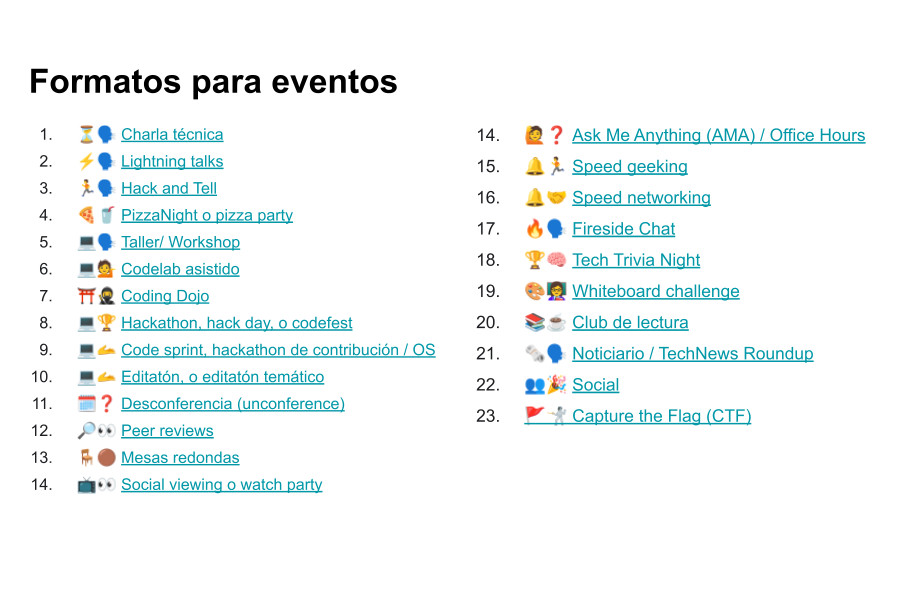 Formatos para eventos
1. ⏳🗣️ Charla técnica
2. ⚡🗣️ Lightning talks
3. 🏃🗣️ Hack and Tell
4. 🍕🥤 PizzaNight o pizza party
5. 💻🗣️ Taller/ Workshop
6. 💻💁 Codelab asistido
7. ⛩️🥷 Coding Dojo
8. 💻🏆 Hackathon, hack day, o codefest
9. 💻🫴 Code sprint, hackathon de contribución / OS
10. 💻🫴 Editatón, o editatón temático
11. 🗓️❓ Desconferencia (unconference)
12. 🔎👀 Peer reviews
13. 🪑🟤 Mesas redondas
14. 📺👀 Social viewing o watch party
14. 🙋❓ Ask Me Anything (AMA) / Office Hours
15. 🔔🏃 Speed geeking
16. 🔔🤝 Speed networking
17. 🔥🗣️ Fireside Chat
18. 🏆🧠 Tech Trivia Night
19. 🎨👩‍🏫 Whiteboard challenge
20. 📚☕ Club de lectura
21. 🗞️🗣️ Noticiario / TechNews Roundup
22. 👥🎉 Social
23. 🚩🤺 Capture the Flag (CTF)